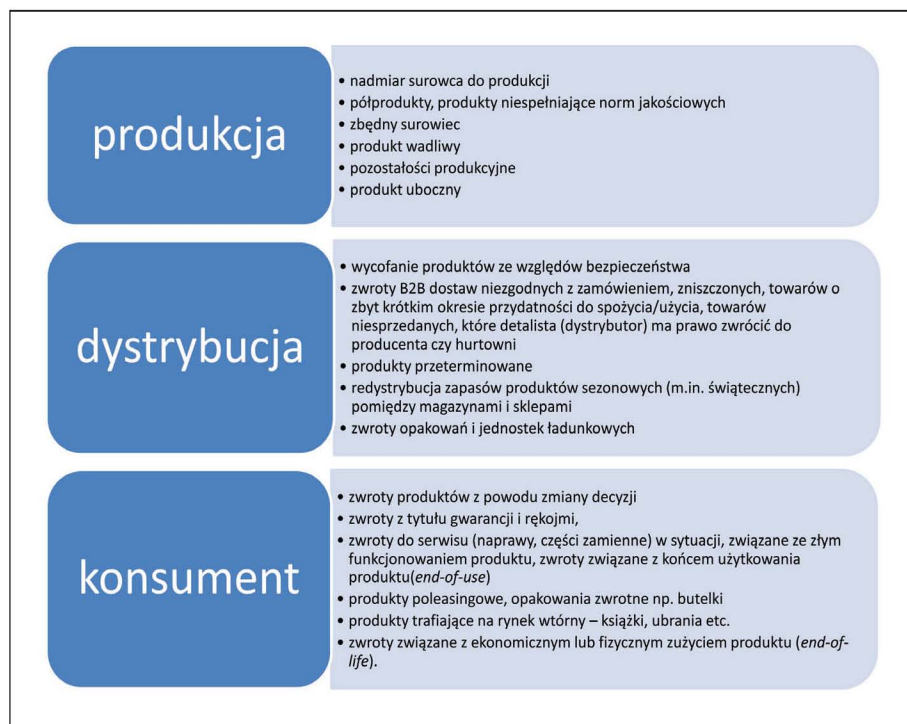 produkcja
• nadmiar surowca do produkcji
• półprodukty, produkty niespełniające norm jakościowych
• zbędny surowiec
• produkt wadliwy
• pozostałości produkcyjne
• produkt uboczny
dystrybucja
• wycofanie produktów ze względów bezpieczeństwa
• zwroty B2B dostaw niezgodnych z zamówieniem, zniszczonych, towarów o
zbyt krótkim okresie przydatności do spożycia/użycia, towarów
niesprzedanych, które detalista (dystrybutor) ma prawo zwrócić do
producenta czy hurtowni
• produkty przeterminowane
• redystrybucja zapasów produktów sezonowych (m.in. świątecznych)
pomiędzy magazynami i sklepami
• zwroty opakowań i jednostek ładunkowych
konsument
• zwroty produktów z powodu zmiany decyzji
• zwroty z tytułu gwarancji i rękojmi,
• zwroty do serwisu (naprawy, części zamienne) w sytuacji, związane ze złym
funkcjonowaniem produktu, zwroty związane z końcem użytkowania
produktu(end-of-use)
• produkty poleasingowe, opakowania zwrotne np. butelki
• produkty trafiające na rynek wtórny – książki, ubrania etc.
• zwroty związane z ekonomicznym lub fizycznym zużyciem produktu (end-of-
life).